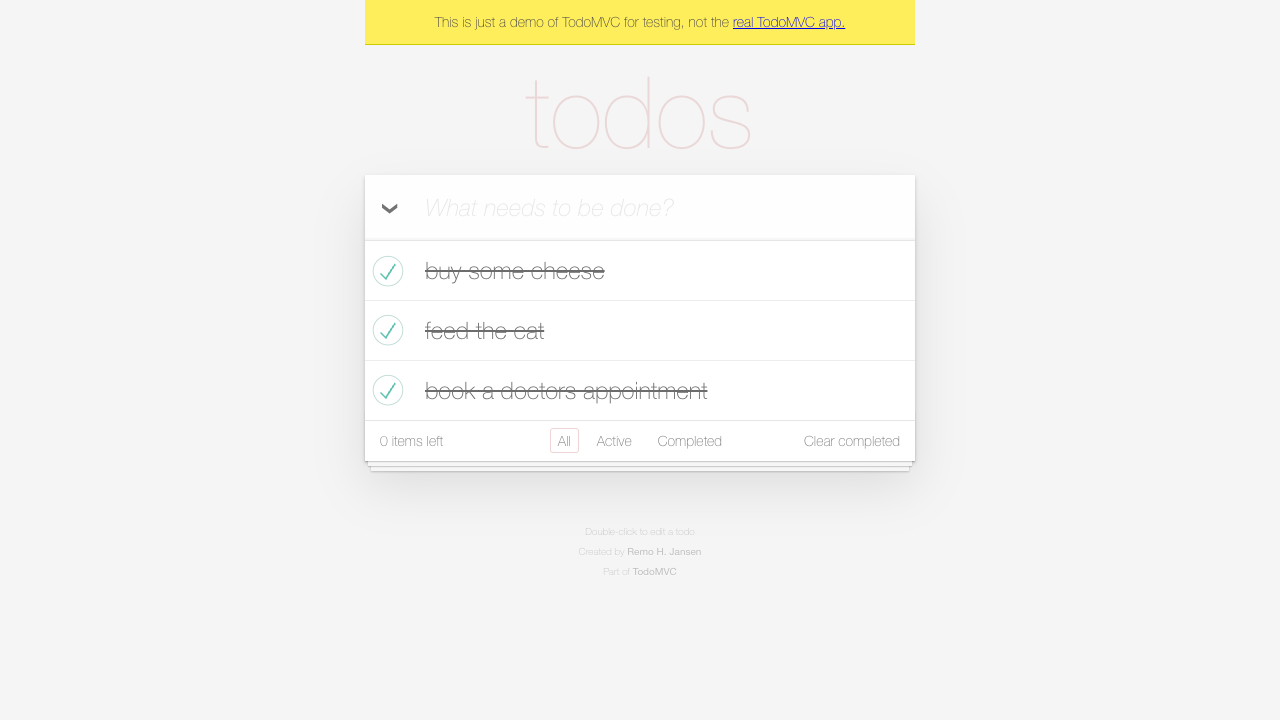 This is just a demo of TodoMVC for testing, not the real TodoMVC app.
todos
What needs to be done?
buy some cheese
feed the cat
book a doctors appointment
0 items left All Active Completed Clear completed
Double-click to edit a todo
Created by Remo H. Jansen
Part of TodoMVC